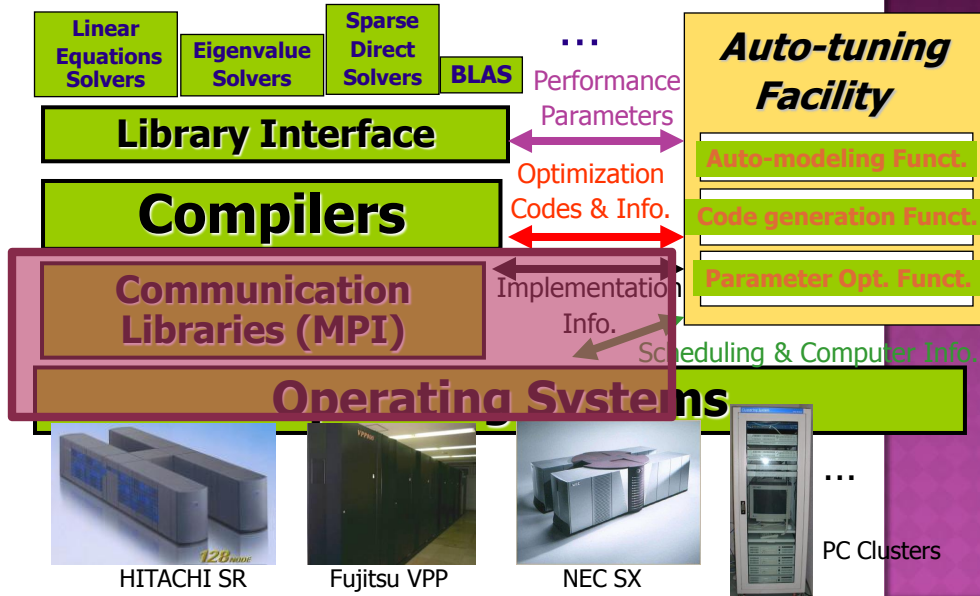 Linear
Equations
Solvers
Eigenvalue
Solvers
Sparse
Direct
Solvers
BLAS
...
Performance
Parameters
Auto-tuning
Facility
Library Interface
Auto-modeling Funct.
Optimization
Codes & Info.
Compilers
Code generation Funct.
Parameter Opt. Funct.
Communication
Libraries (MPI)
Implementation
Info.
Scheduling & Computer Info.
Operating Systems
128 NODE
...
PC Clusters
HITACHI SR
Fujitsu VPP
NEC SX